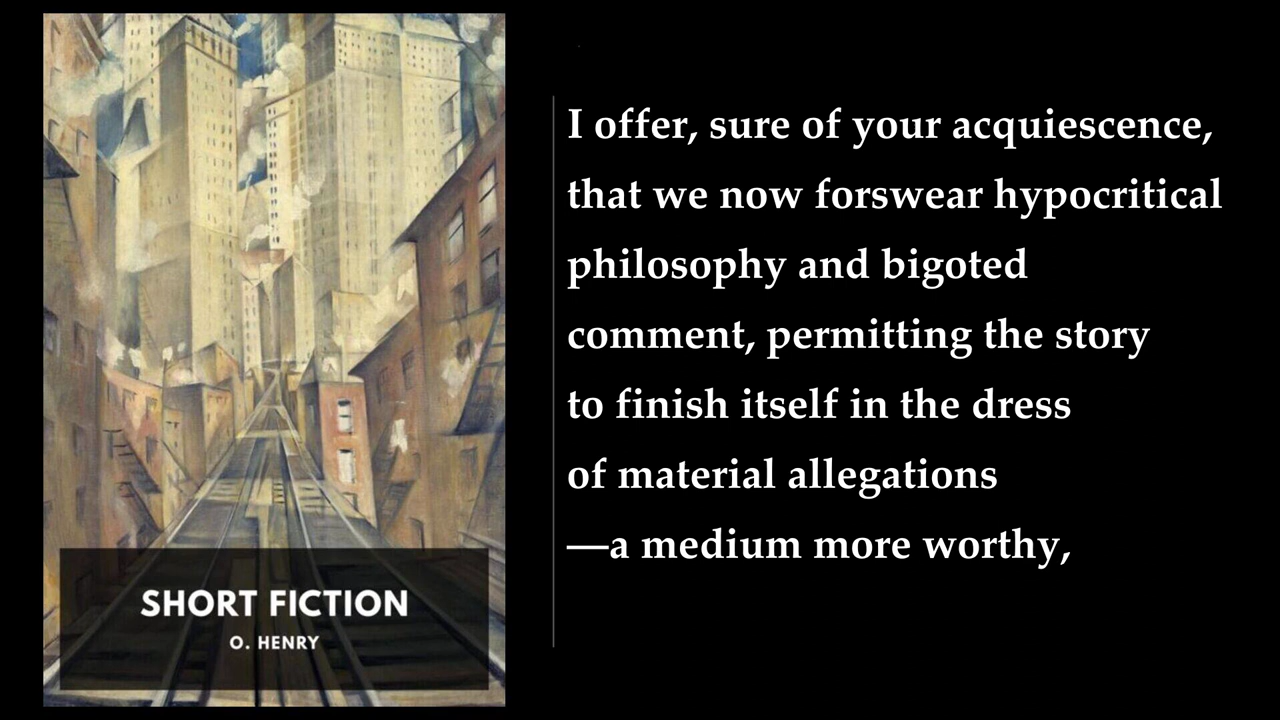 SHORT FICTION
O. HENRY
I offer, sure of your acquiescence,
that we now forswear hypocritical
philosophy and bigoted
comment, permitting the story
to finish itself in the dress
of material allegations
—a medium more worthy,